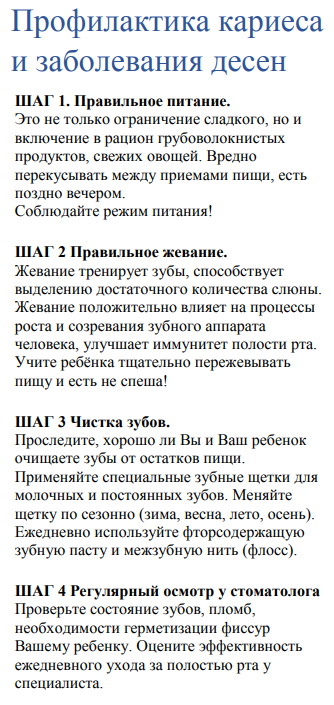 Профилактика кариеса
и заболевания десен
ШАГ 1. Правильное питание.
Это не только ограничение сладкого, но и
включение в рацион грубоволокнистых
продуктов, свежих овощей. Вредно
перекусывать между приемами пищи, есть
поздно вечером.
Соблюдайте режим питания!
ШАГ 2 Правильное жевание.
Жевание тренирует зубы, способствует
выделению достаточного количества слюны.
Жевание положительно влияет на процессы
роста и созревания зубного аппарата
человека, улучшает иммунитет полости рта.
Учите ребёнка тщательно пережевывать
пищу и есть не спеша!
ШАГ 3 Чистка зубов.
Проследите, хорошо ли Вы и Ваш ребенок
очищаете зубы от остатков пищи.
Применяйте специальные зубные щетки для
молочных и постоянных зубов. Меняйте
щетку по сезонно (зима, весна, лето, осень).
Ежедневно используйте фторсодержащую
зубную пасту и межзубную нить (флосс).
ШАГ 4 Регулярный осмотр у стоматолога
Проверьте состояние зубов, пломб,
необходимости герметизации фиссур
Вашему ребенку. Оцените эффективность
ежедневного ухода за полостью рта у
специалиста.